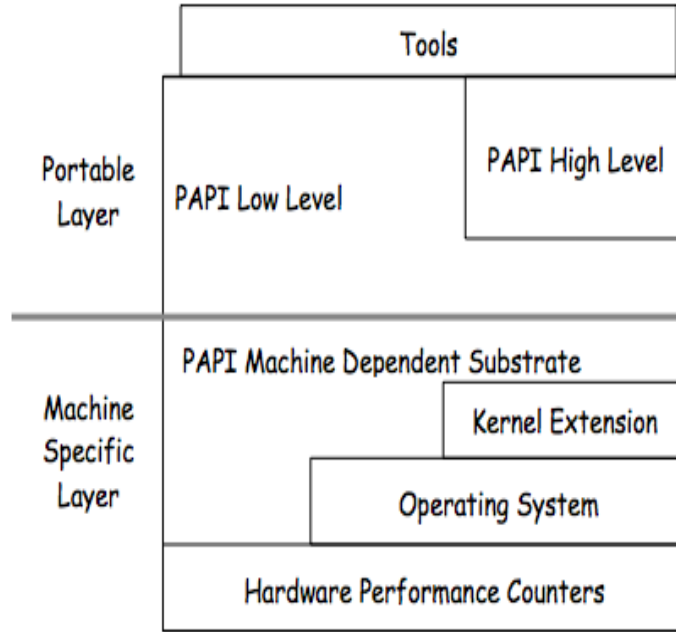 Tools
PAPI High Level
Portable
Layer
PAPI Low Level
PAPI Machine Dependent Substrate
Kernel Extension
Machine
Specific
Layer
Operating System
Hardware Performance Counters